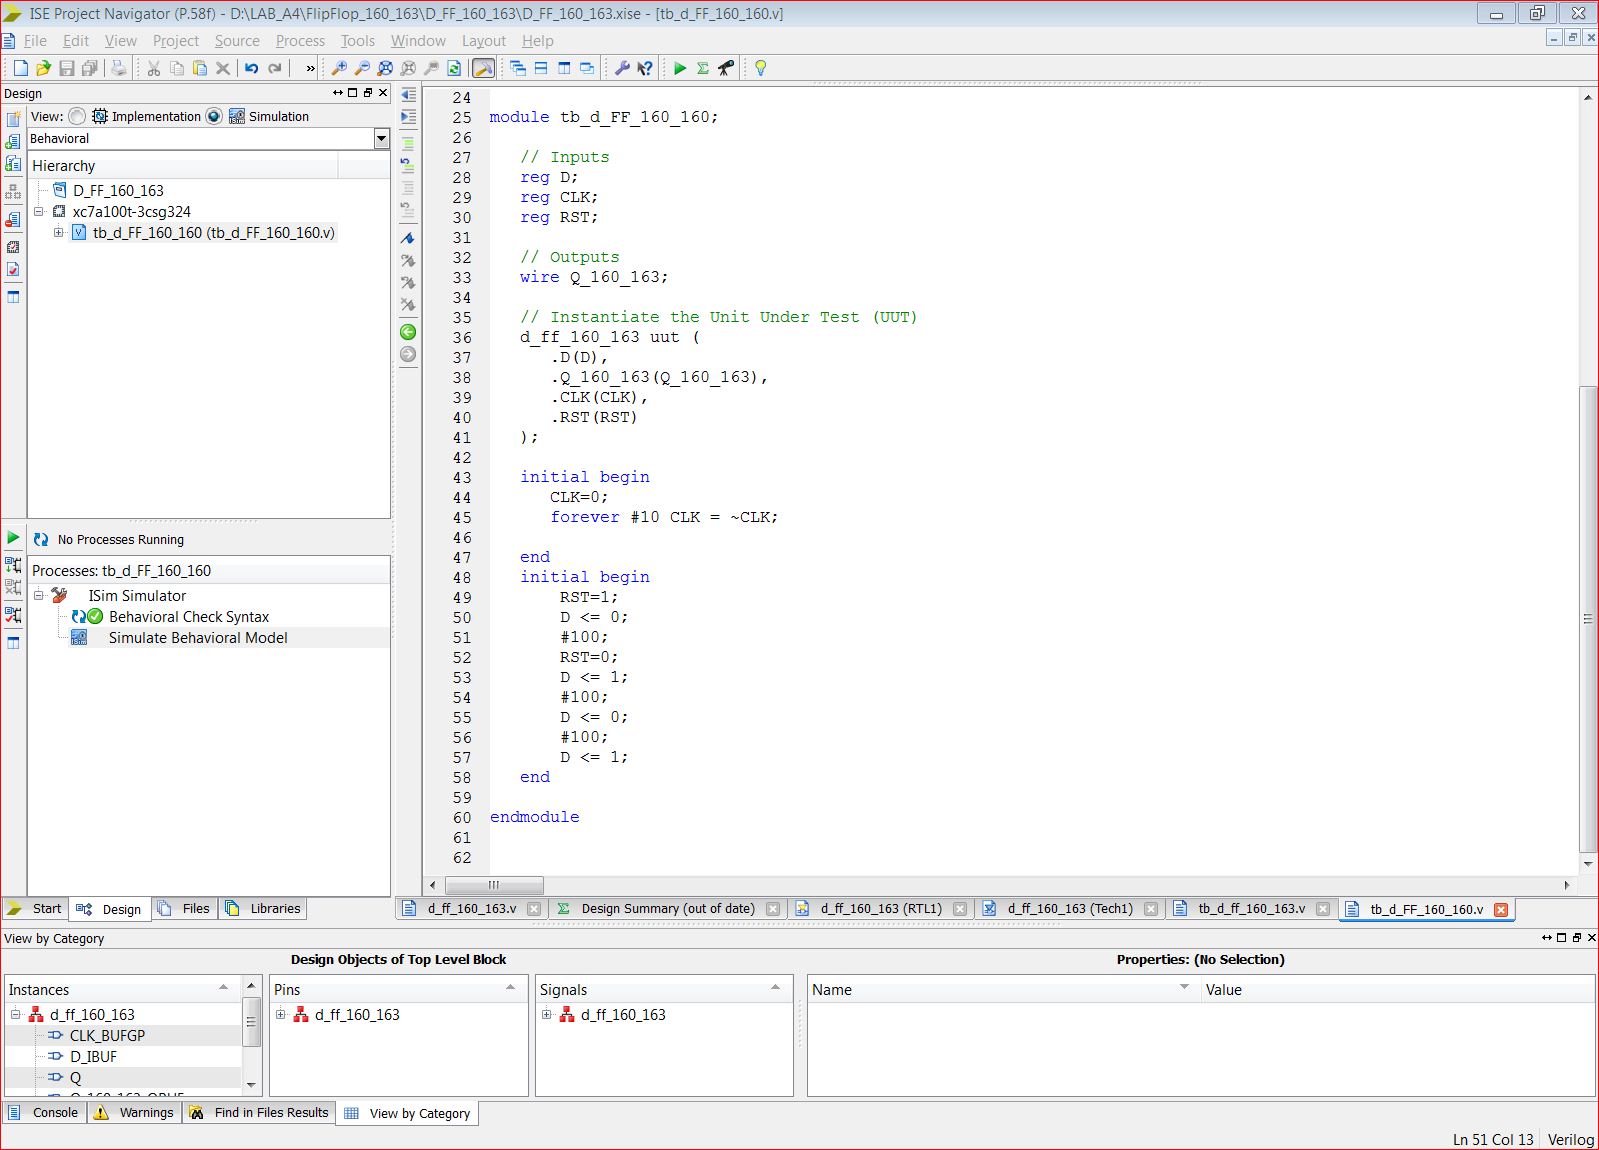 ISE Project Navigator (P.58f) - D:\LAB_A4\FlipFlop_160_163\D_FF_160_163\D_FF_160_163.xise - [tb_d_FF_160_160.v]
File Edit View Project Source Process Tools Window Layout Help
Design
View: Implementation Simulation
Behavioral
Hierarchy
D_FF_160_163
xc7a100t-3csg324
tb_d_FF_160_160 (tb_d_FF_160_160.v)
No Processes Running
Processes: tb_d_FF_160_160
ISim Simulator
Behavioral Check Syntax
Simulate Behavioral Model
Start Design Files Libraries
24
25 module tb_d_FF_160_160;
26
27 // Inputs
28 reg D;
29 reg CLK;
30 reg RST;
31
32 // Outputs
33 wire Q_160_163;
34
35 // Instantiate the Unit Under Test (UUT)
36 d_ff_160_163 uut (
37 .D(D),
38 .Q_160_163(Q_160_163),
39 .CLK(CLK),
40 .RST(RST)
41 );
42
43 initial begin
44 CLK=0;
45 forever #10 CLK = ~CLK;
46
47 end
48 initial begin
49 RST=1;
50 D <= 0;
51 #100;
52 RST=0;
53 D <= 1;
54 #100;
55 D <= 0;
56 #100;
57 D <= 1;
58 end
59
60 endmodule
61
62
d_ff_160_163.v Design Summary (out of date) d_ff_160_163 (RTL1) d_ff_160_163 (Tech1) tb_d_ff_160_163.v tb_d_FF_160_160.v
View by Category
Design Objects of Top Level Block
Properties: (No Selection)
Instances
d_ff_160_163
CLK_BUFGP
D_IBUF
Q
Pins
d_ff_160_163
Signals
d_ff_160_163
Name Value
Console Warnings Find in Files Results View by Category
Ln 51 Col 13 Verilog